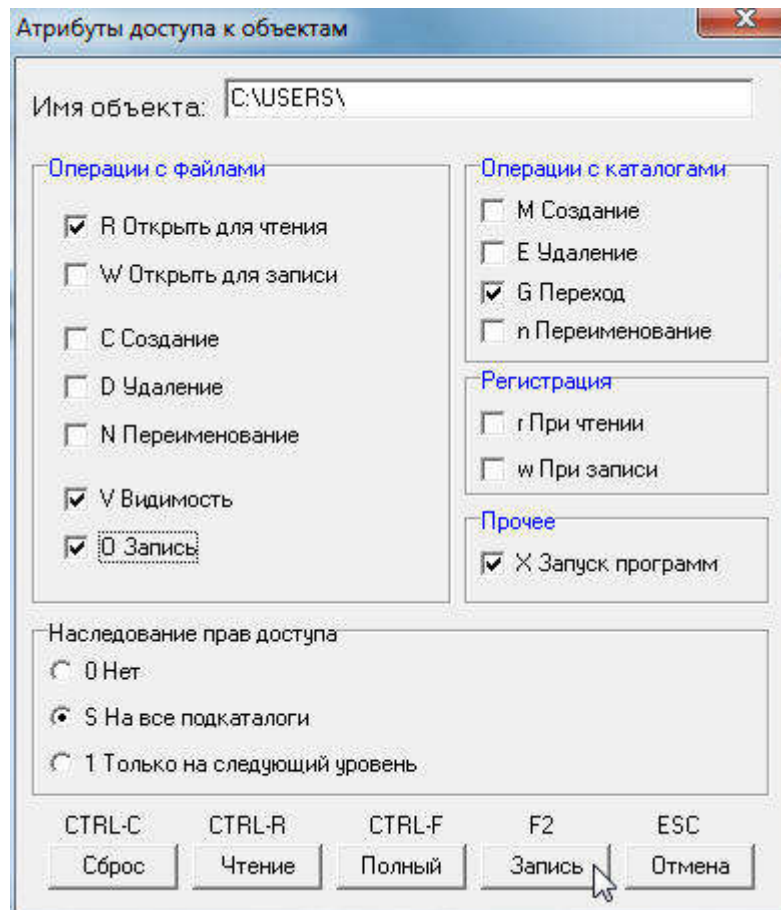 Атрибуты доступа к объектам
Имя объекта: C:\USERS\
Операции с файлами
R Открыть для чтения
W Открыть для записи
C Создание
D Удаление
N Переименование
V Видимость
O Запись
Операции с каталогами
M Создание
E Удаление
G Переход
n Переименование
Регистрация
r При чтении
w При записи
Прочее
X Запуск программ
Наследование прав доступа
0 Нет
S На все подкаталоги
1 Только на следующий уровень
CTRL-C CTRL-R CTRL-F F2 ESC
Сброс Чтение Полный Запись Отмена